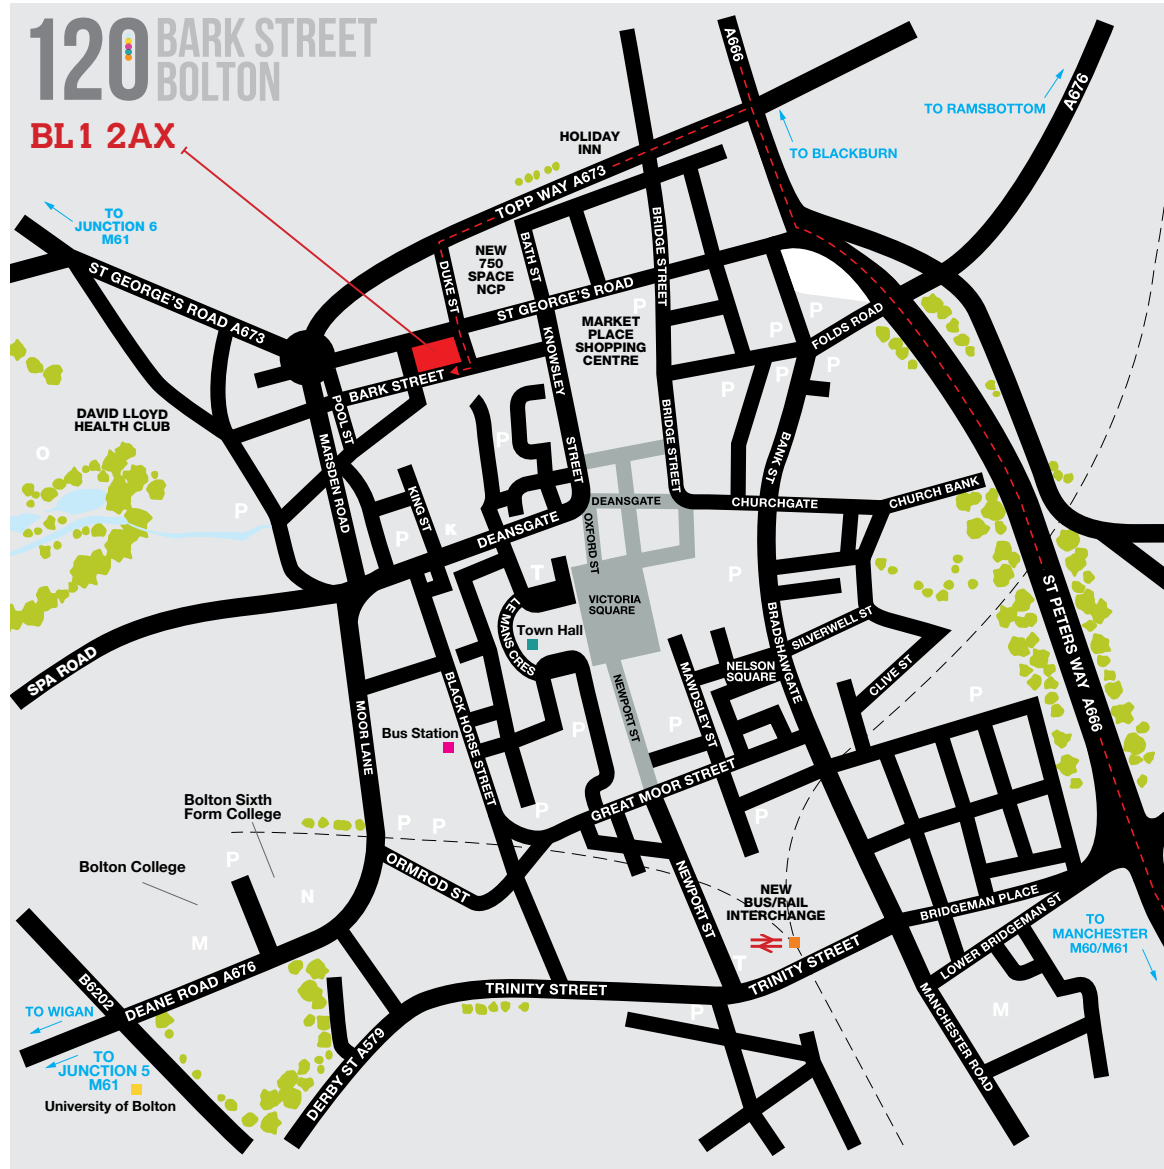 120 BARK STREET
BOLTON
BL1 2AX
A666
A676
TO RAMSBOTTOM
TO BLACKBURN
HOLIDAY
INN
TOPP WAY A673
TO
JUNCTION 6
M61
ST GEORGE'S ROAD A673
NEW
750
SPACE
NCP
BATH ST
DUKE ST
BRIDGE STREET
ST GEORGE'S ROAD
P
MARKET
PLACE
SHOPPING
CENTRE
KNOWSLEY
STREET
P
P
FOLDS ROAD
P
P
P
BARK STREET
POOL ST
MARSDEN ROAD
BRIDGE STREET
BANK ST
DAVID LLOYD
HEALTH CLUB
O
P
P
KING ST
P
K
DEANSGATE
DEANSGATE
OXFORD ST
CHURCHGATE
CHURCH BANK
T
P
VICTORIA
SQUARE
LE MANS CRES
Town Hall
BRADSHAWGATE
SILVERWELL ST
ST PETERS WAY A666
NELSON
SQUARE
CLIVE ST
MAWDSLEY ST
NEWPORT ST
SPA ROAD
MOOR LANE
BLACK HORSE STREET
Bus Station
P
P
P
GREAT MOOR STREET
P
P
P
P
Bolton Sixth
Form College
Bolton College
P
N
M
ORMROD ST
NEWPORT ST
NEW
BUS/RAIL
INTERCHANGE
BRIDGEMAN PLACE
LOWER BRIDGEMAN ST
TO
MANCHESTER
M60/M61
T
TRINITY STREET
TRINITY STREET
P
M
MANCHESTER ROAD
B6202
DEANE ROAD A676
TO WIGAN
TO
JUNCTION 5
M61
University of Bolton
DERBY ST A579